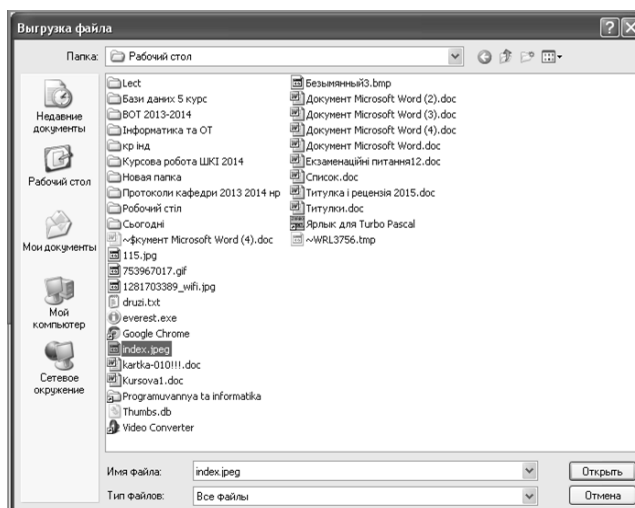 Выгрузка файла
Папка: Рабочий стол
Недавние документы
Рабочий стол
Мои документы
Мой компьютер
Сетевое окружение
Lect
Бази даних 5 курс
ВОТ 2013-2014
Інформатика та ОТ
кр інд
Курсова робота ШКІ 2014
Новая папка
Протоколи кафедри 2013 2014 нр
Робочий стіл
Сьогодні
~$кумент Microsoft Word (4).doc
115.jpg
753967017.gif
1281703389_wifi.jpg
druzi.txt
everest.exe
Google Chrome
index.jpeg
kartka-010!!!.doc
Kursova1.doc
Programuvannya ta informatika
Thumbs.db
Video Converter
Безымянный3.bmp
Документ Microsoft Word (2).doc
Документ Microsoft Word (3).doc
Документ Microsoft Word (4).doc
Документ Microsoft Word.doc
Екзаменаційні питання12.doc
Список.doc
Титулка і рецензія 2015.doc
Титулки.doc
Ярлык для Turbo Pascal
~WRL3756.tmp
Имя файла: index.jpeg Открыть
Тип файлов: Все файлы Отмена